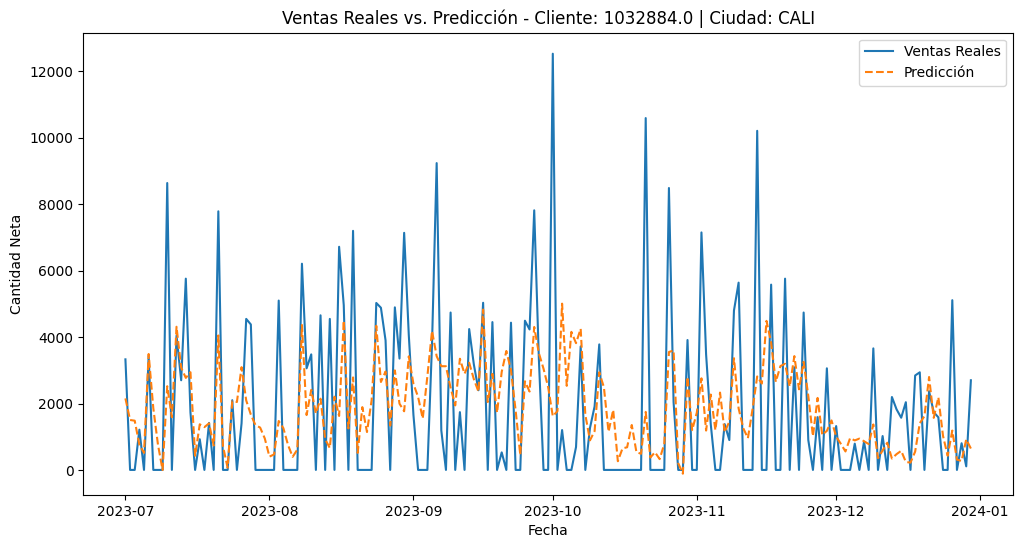 Ventas Reales vs. Predicción - Cliente: 1032884.0 | Ciudad: CALI
Ventas Reales
Predicción
12000
10000
8000
6000
4000
2000
0
Cantidad Neta
2023-07 2023-08 2023-09 2023-10 2023-11 2023-12 2024-01
Fecha